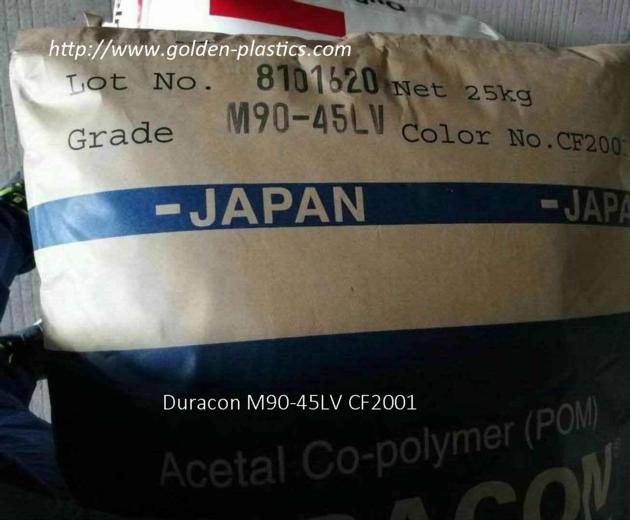 http://www.golden-plastics.com
Lot No. 8101620 Net 25kg
Grade M90-45LV Color No.CF2001
-JAPAN -JAPA
Duracon M90-45LV CF2001
Acetal Co-polymer (POM)
ACON®